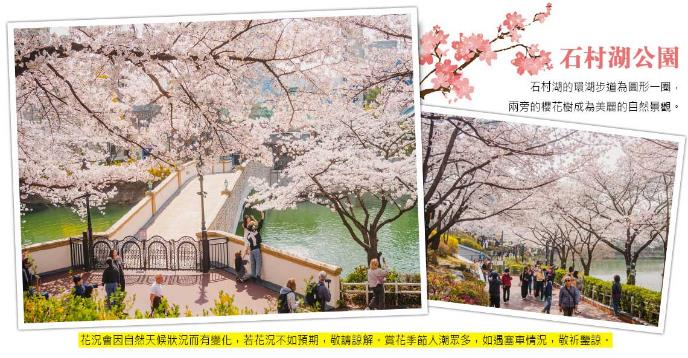 石村湖公園
石村湖的環湖步道為圓形一圈，
兩旁的櫻花樹成為美麗的自然景觀。
花況會因自然天候狀況而有變化，若花況不如預期，敬請諒解。賞花季節人潮眾多，如遇塞車情況，敬祈鑒諒。